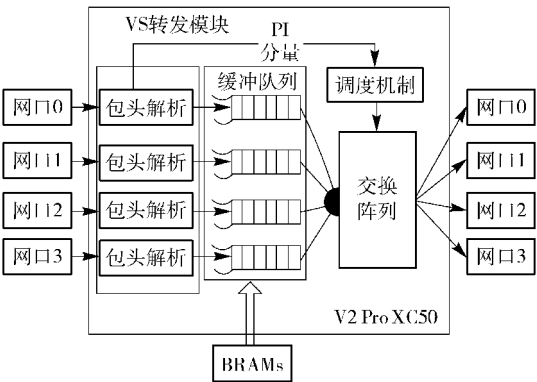 VS转发模块
PI
分量
缓冲队列
调度机制
网口0
包头解析
网口0
网口1
包头解析
交换
阵列
网口1
网口2
包头解析
网口2
网口3
包头解析
网口3
V2 Pro XC50
BRAMs